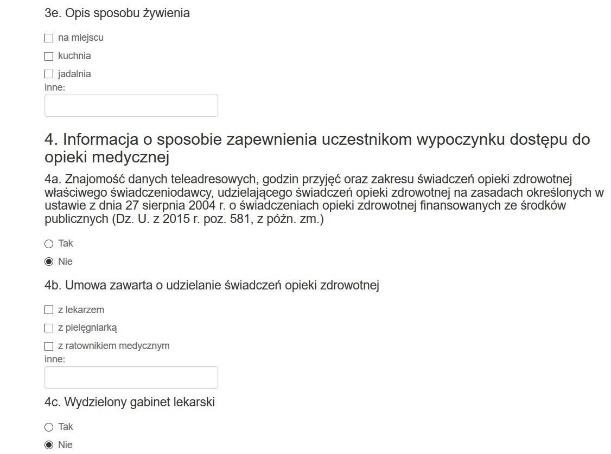 3e. Opis sposobu żywienia
na miejscu
kuchnia
jadalnia
inne:
4. Informacja o sposobie zapewnienia uczestnikom wypoczynku dostępu do
opieki medycznej
4a. Znajomość danych teleadresowych, godzin przyjęć oraz zakresu świadczeń opieki zdrowotnej
właściwego świadczeniodawcy, udzielającego świadczeń opieki zdrowotnej na zasadach określonych w
ustawie z dnia 27 sierpnia 2004 r. o świadczeniach opieki zdrowotnej finansowanych ze środków
publicznych (Dz. U. z 2015 r. poz. 581, z późn. zm.)
Tak
Nie
4b. Umowa zawarta o udzielanie świadczeń opieki zdrowotnej
z lekarzem
z pielęgniarką
z ratownikiem medycznym
inne:
4c. Wydzielony gabinet lekarski
Tak
Nie